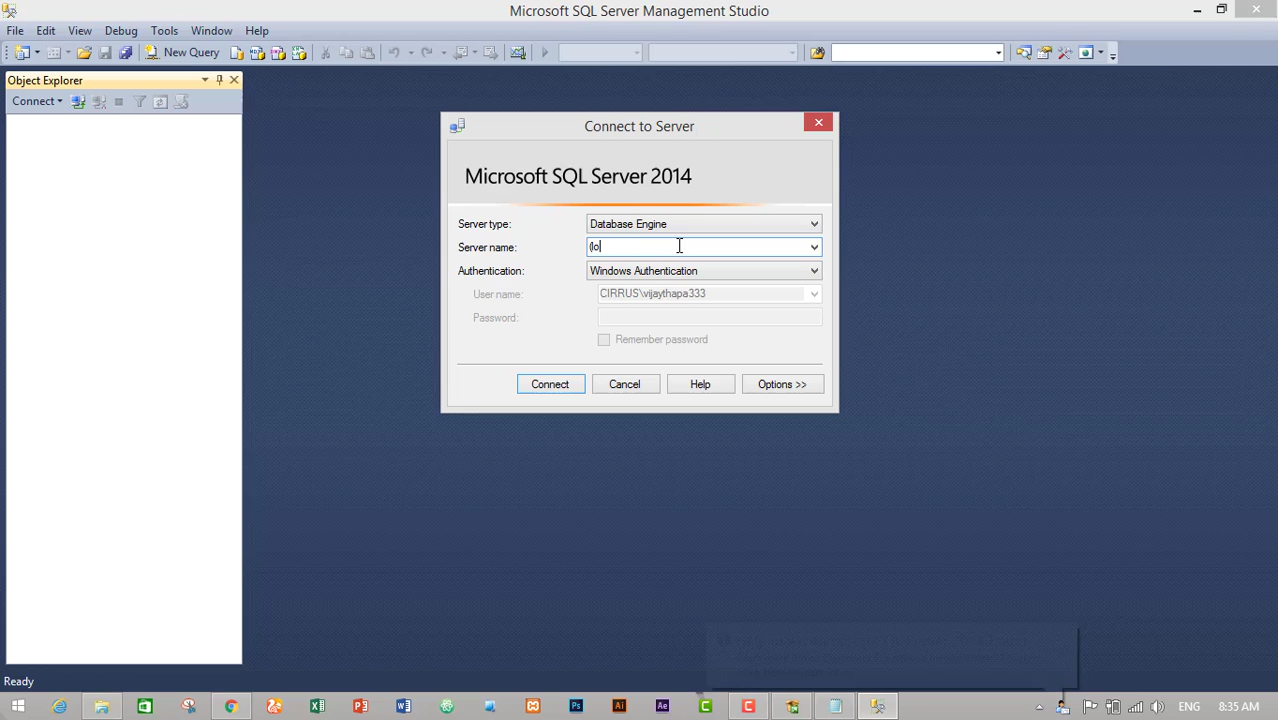 Microsoft SQL Server Management Studio
File Edit View Debug Tools Window Help
New Query
Object Explorer
Connect
Connect to Server
Microsoft SQL Server 2014
Server type: Database Engine
Server name: (lo
Authentication: Windows Authentication
User name: CIRRUS\vijaythapa333
Password:
Remember password
Connect Cancel Help Options >>
Ready
ENG 8:35 AM